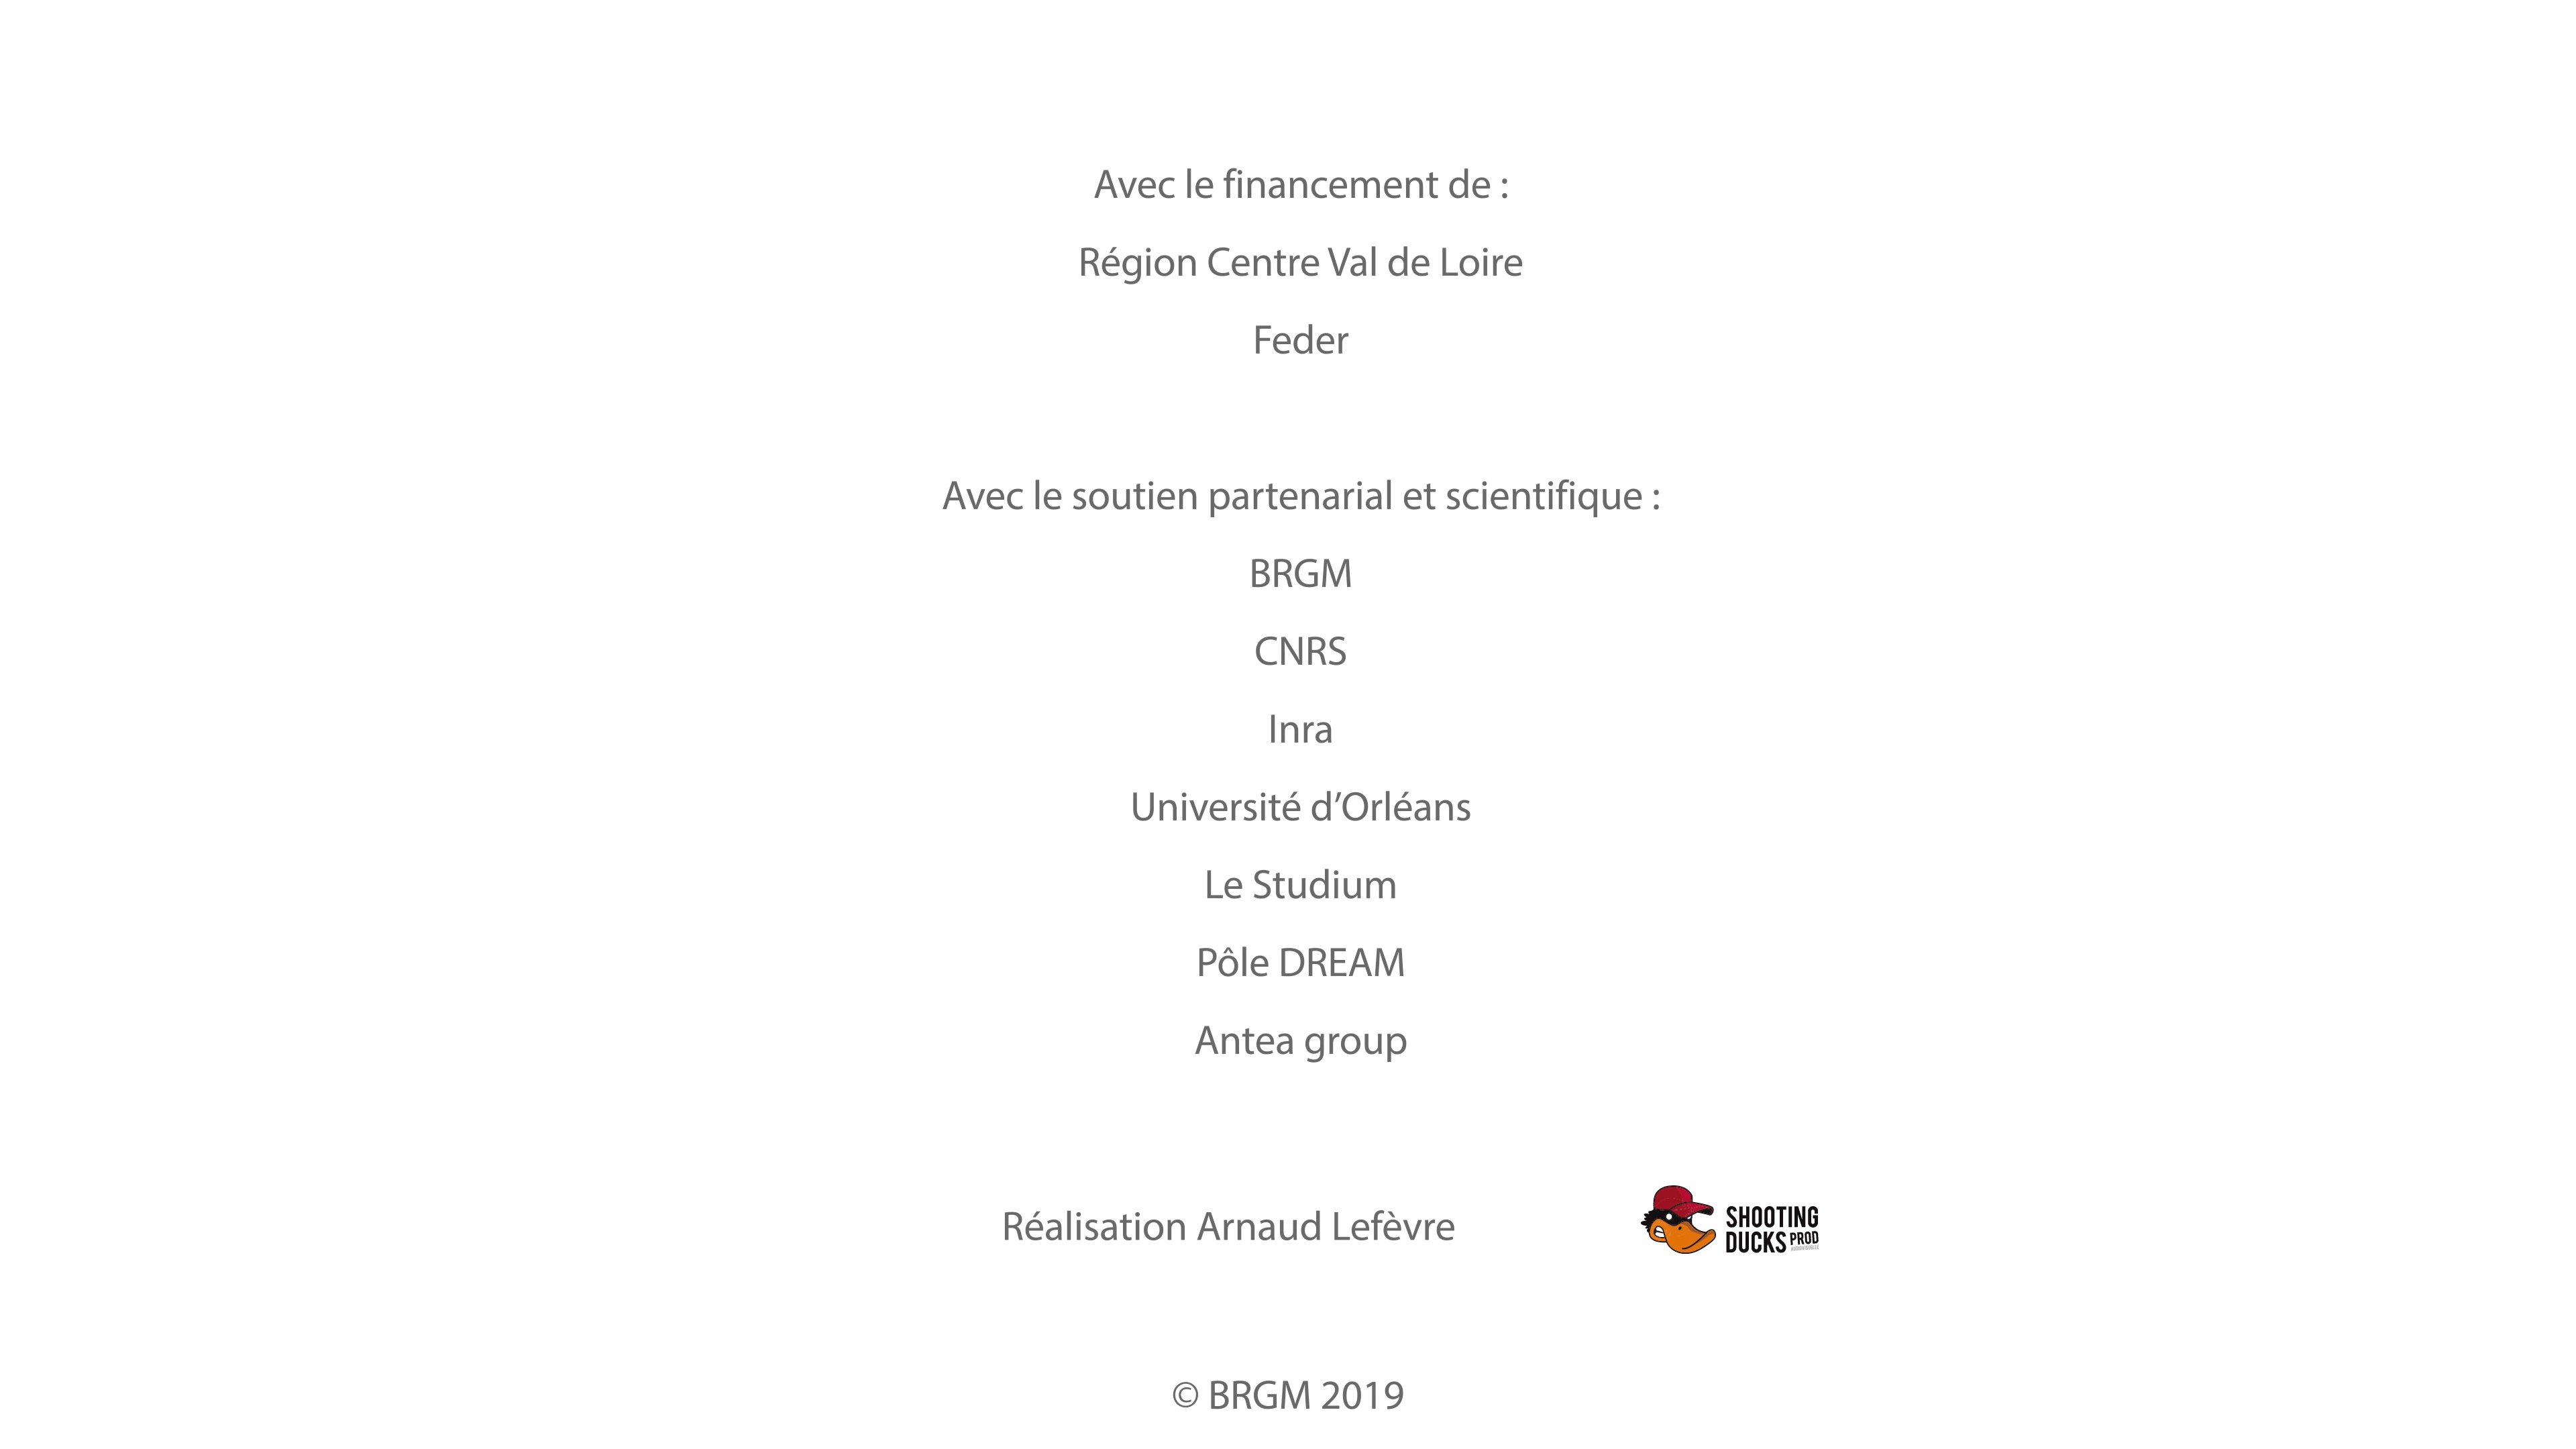 Avec le financement de :
Région Centre Val de Loire
Feder
Avec le soutien partenarial et scientifique :
BRGM
CNRS
Inra
Université d’Orléans
Le Studium
Pôle DREAM
Antea group
Réalisation Arnaud Lefèvre
SHOOTING
DUCKS PROD
© BRGM 2019